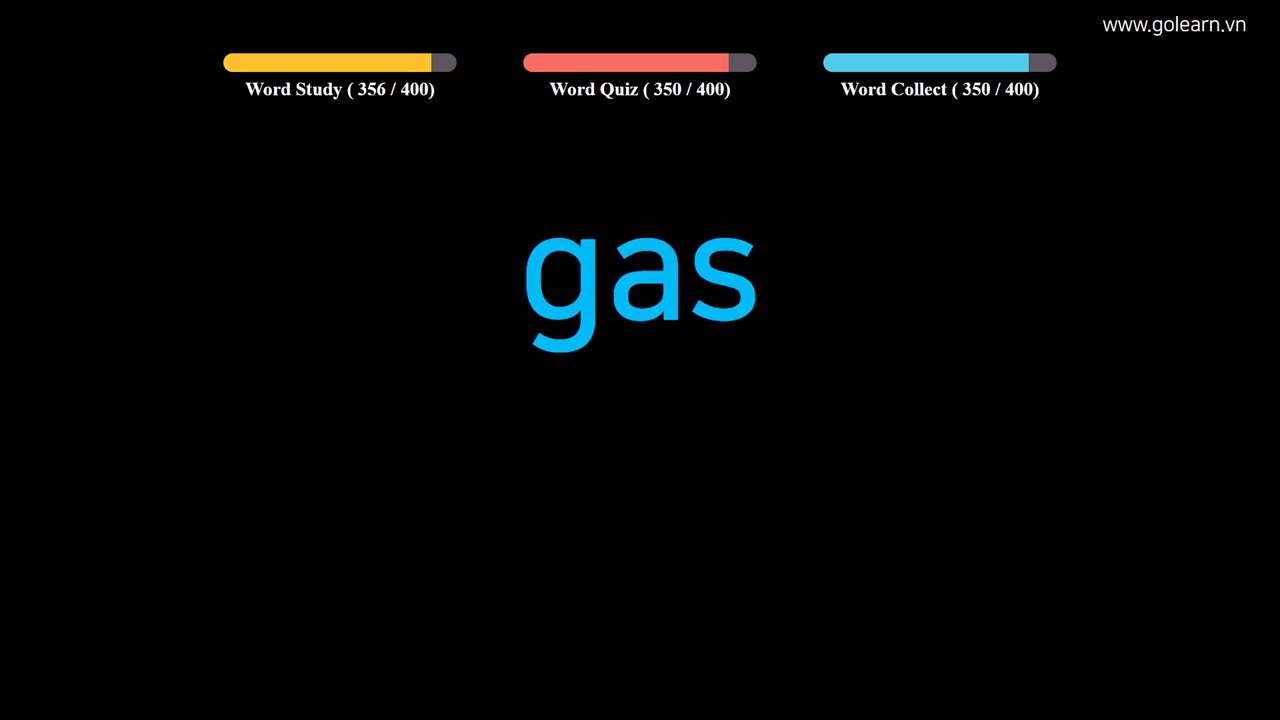 www.golearn.vn
Word Study ( 356 / 400)
Word Quiz ( 350 / 400)
Word Collect ( 350 / 400)
gas